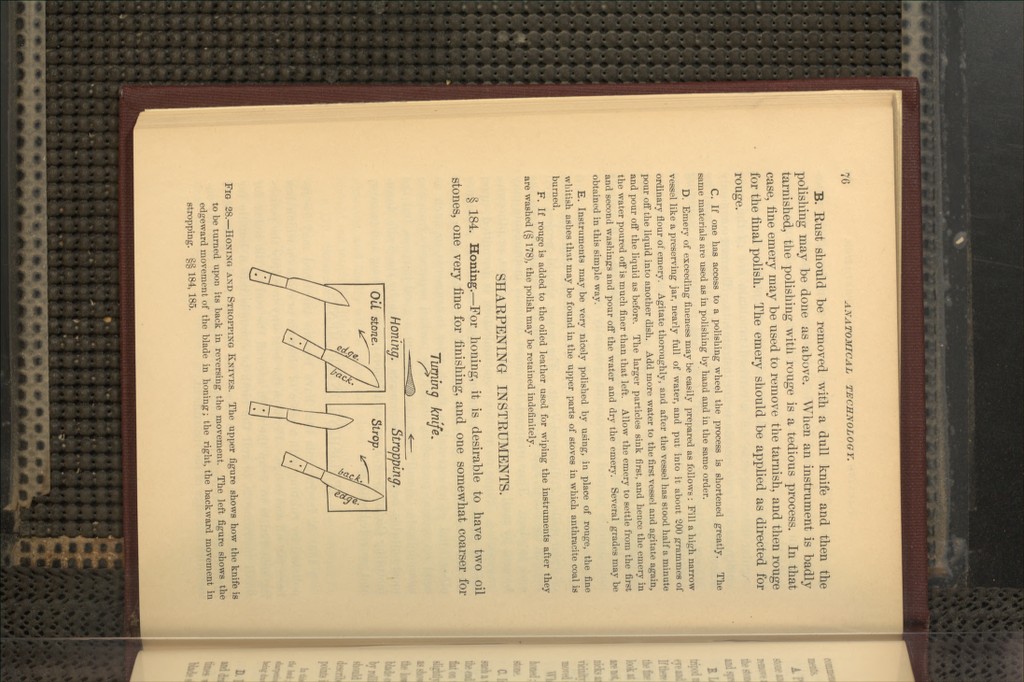 76 ANATOMICAL TECHNOLOGY.
B. Rust should be removed with a dull knife and then the
polishing may be done as above. When an instrument is badly
tarnished, the polishing with rouge is a tedious process. In that
case, fine emery may be used to remove the tarnish, and then rouge
for the final polish. The emery should be applied as directed for
rouge.
C. If one has access to a polishing wheel the process is shortened greatly. The
same materials are used as in polishing by hand and in the same order.
D. Emery of exceeding fineness may be easily prepared as follows: Fill a high narrow
vessel like a preserving jar, nearly full of water, and put into it about 200 grammes of
ordinary flour of emery. Agitate thoroughly, and after the vessel has stood half a minute
pour off the liquid into another dish. Add more water to the first vessel and agitate again,
and pour off the liquid as before. The larger particles sink first, and hence the emery in
the water poured off is much finer than that left. Allow the emery to settle from the first
and second washings and pour off the water and dry the emery. Several grades may be
obtained in this simple way.
E. Instruments may be very nicely polished by using, in place of rouge, the fine
whitish ashes that may be found in the upper parts of stoves in which anthracite coal is
burned.
F. If rouge is added to the oiled leather used for wiping the instruments after they
are washed (§ 178), the polish may be retained indefinitely.
SHARPENING INSTRUMENTS.
§ 184. Honing.—For honing, it is desirable to have two oil
stones, one very fine for finishing, and one somewhat coarser for
Turning knife.
Honing. Stropping.
Oil stone. Strop.
edge. back.
back. edge.
FIG 28.—HONING AND STROPPING KNIVES. The upper figure shows how the knife is
to be turned upon its back in reversing the movement. The left figure shows the
edgeward movement of the blade in honing; the right, the backward movement in
stropping. §§ 184, 185.